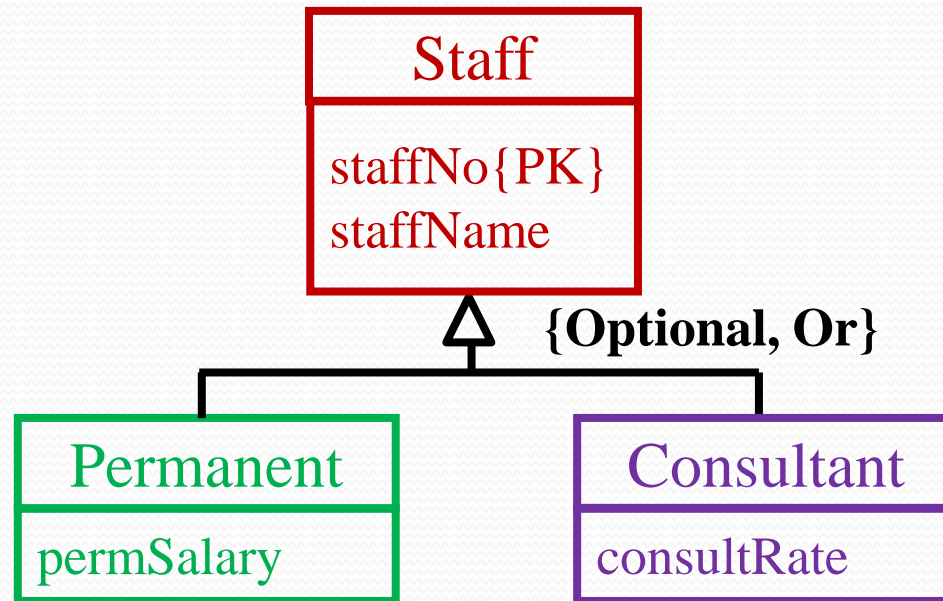 Staff
staffNo{PK}
staffName
{Optional, Or}
Permanent
permSalary
Consultant
consultRate